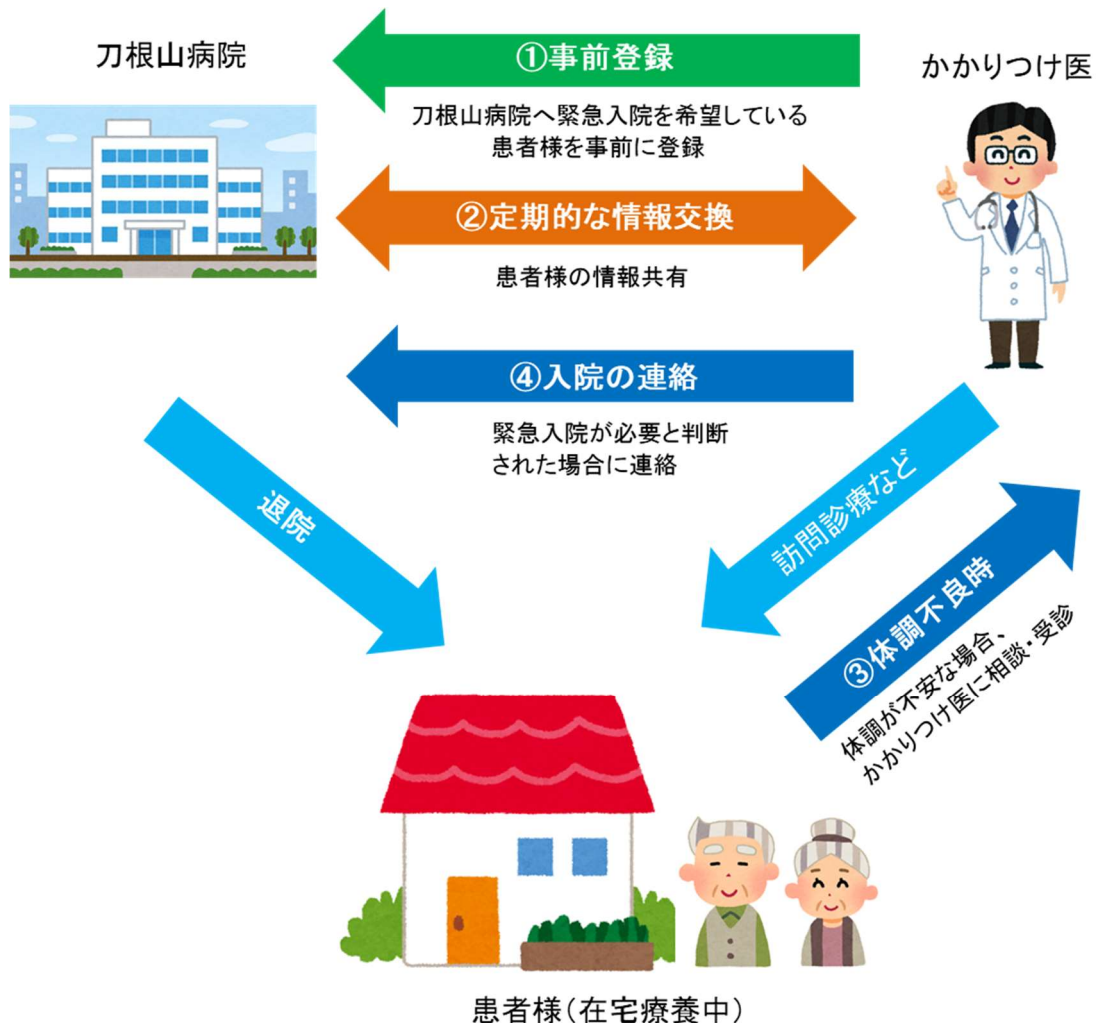 刀根山病院
①事前登録
かかりつけ医
刀根山病院へ緊急入院を希望している
患者様を事前に登録
②定期的な情報交換
患者様の情報共有
④入院の連絡
緊急入院が必要と判断
された場合に連絡
退院
訪問診療など
③体調不良時
体調が不安な場合、
かかりつけ医に相談・受診
患者様(在宅療養中)